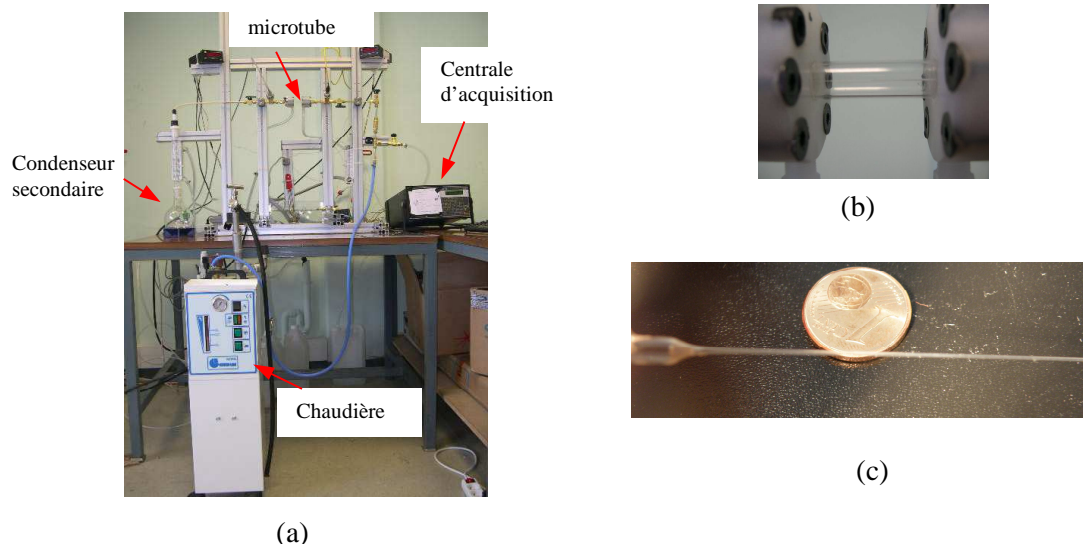 microtube
Centrale
d'acquisition
Condenseur
secondaire
Chaudière
(a)
(b)
(c)